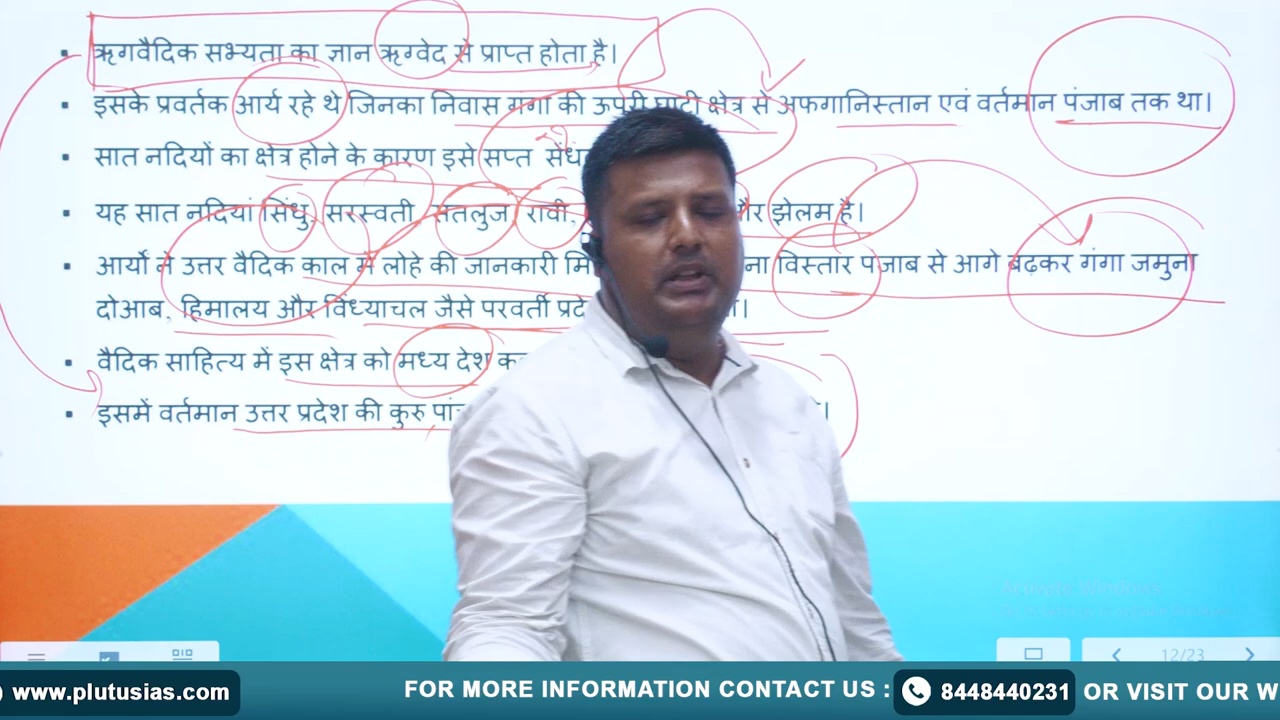 ऋगवैदिक सभ्यता का ज्ञान ऋग्वेद से प्राप्त होता है।
इसके प्रवर्तक आर्य रहे थे जिनका निवास गंगा की ऊपरी घाटी क्षेत्र से अफगानिस्तान एवं वर्तमान पंजाब तक था।
सात नदियों का क्षेत्र होने के कारण इसे सप्त
यह सात नदियां सिंधु, सरस्वती, सतलुज, रावी, झेलम है।
आर्यों ने उत्तर वैदिक काल में लोहे की जानकारी विस्तार पंजाब से आगे बढ़कर गंगा जमुना
दोआब, हिमालय और विंध्याचल जैसे परवर्ती
वैदिक साहित्य में इस क्षेत्र को मध्य देश
इसमें वर्तमान उत्तर प्रदेश की कुरु
Activate Windows
12/23
www.plutusias.com FOR MORE INFORMATION CONTACT US : 8448440231 OR VISIT OUR W